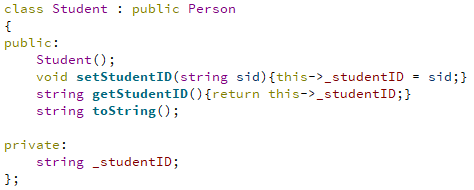 class Student : public Person
{
public:
    Student();
    void setStudentID(string sid){this->_studentID = sid;}
    string getStudentID(){return this->_studentID;}
    string toString();

private:
    string _studentID;
};